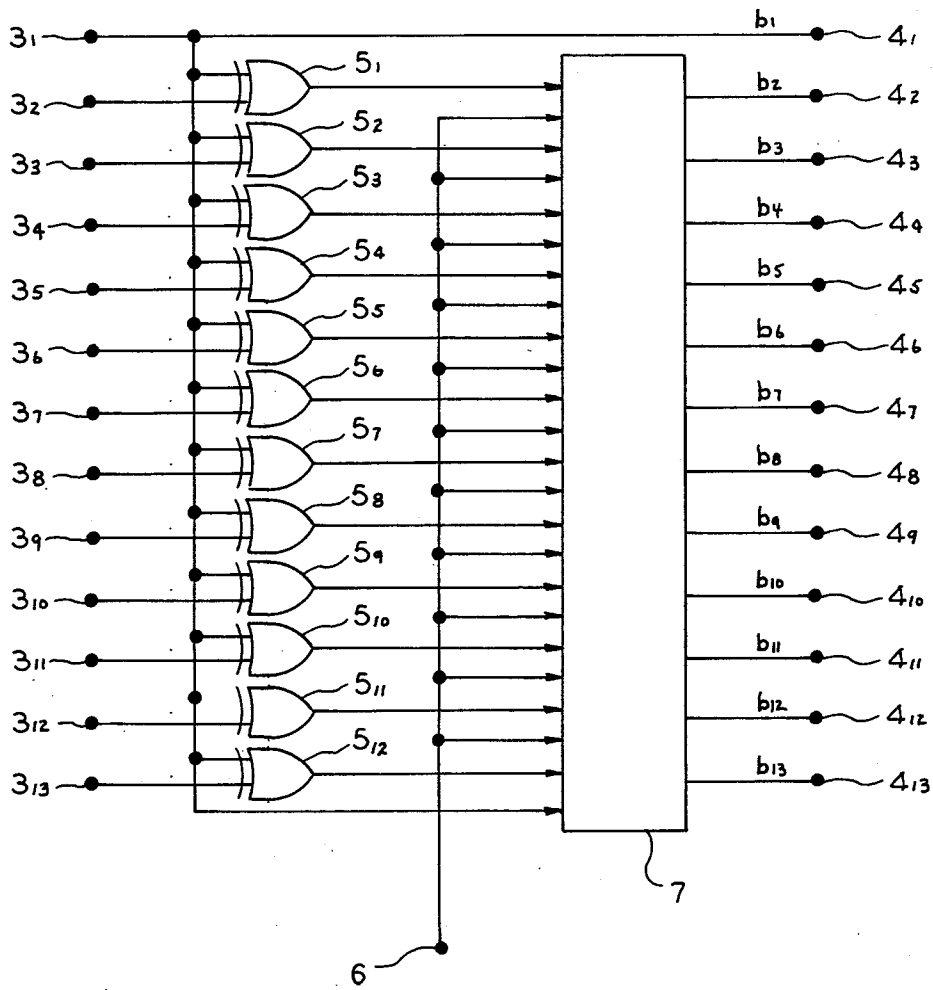 3₁ b₁ 4₁
5₁
3₂ b₂ 4₂
5₂
3₃ b₃ 4₃
5₃
3₄ b₄ 4₄
5₄
3₅ b₅ 4₅
5₅
3₆ b₆ 4₆
5₆
3₇ b₇ 4₇
5₇
3₈ b₈ 4₈
5₈
3₉ b₉ 4₉
5₉
3₁₀ b₁₀ 4₁₀
5₁₀
3₁₁ b₁₁ 4₁₁
5₁₁
3₁₂ b₁₂ 4₁₂
5₁₂
3₁₃ b₁₃ 4₁₃
7
6